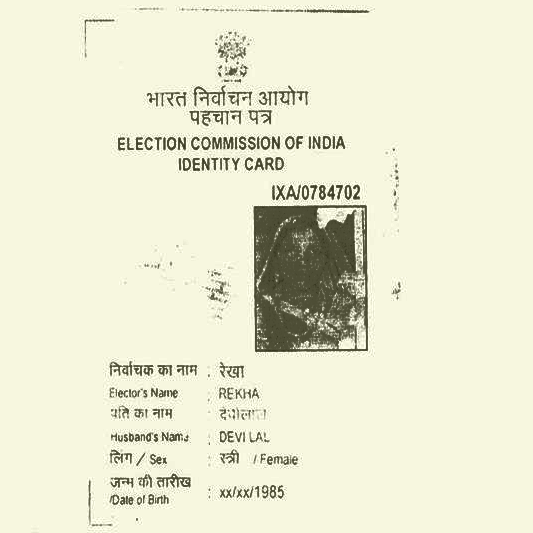 भारत निर्वाचन आयोग
पहचान पत्र
ELECTION COMMISSION OF INDIA
IDENTITY CARD
IXA/0784702
निर्वाचक का नाम : रेखा
Elector's Name : REKHA
पति का नाम : देवीलाल
Husband's Name : DEVI LAL
लिंग / Sex : स्त्री / Female
जन्म की तारीख
/Date of Birth : xx/xx/1985